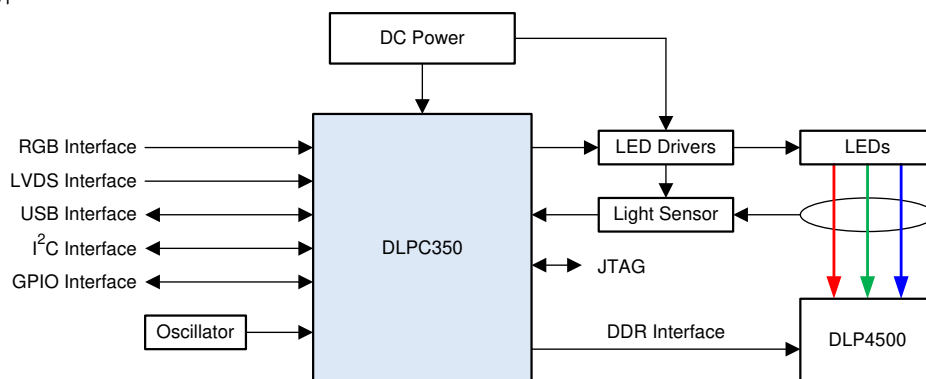 DC Power
RGB Interface
LED Drivers
LEDs
LVDS Interface
USB Interface
Light Sensor
I²C Interface
DLPC350
JTAG
GPIO Interface
Oscillator
DDR Interface
DLP4500